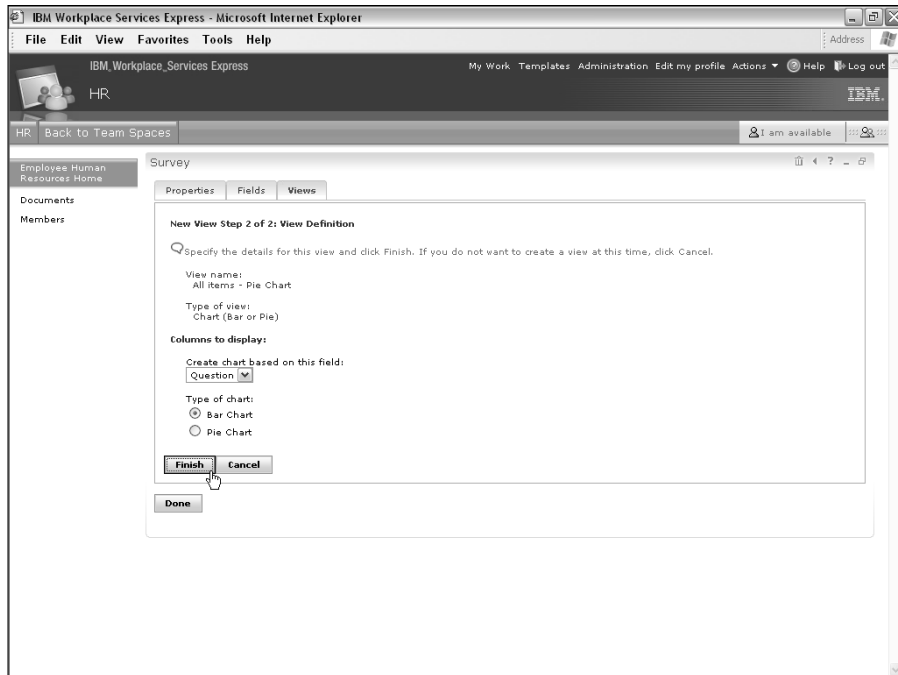 IBM Workplace Services Express - Microsoft Internet Explorer
File Edit View Favorites Tools Help Address
IBM_Workplace_Services Express My Work Templates Administration Edit my profile Actions Help Log out
HR IBM.
HR Back to Team Spaces I am available
Employee Human
Resources Home
Documents
Members
Survey
Properties Fields Views
New View Step 2 of 2: View Definition
Specify the details for this view and click Finish. If you do not want to create a view at this time, click Cancel.
View name:
All items - Pie Chart
Type of view:
Chart (Bar or Pie)
Columns to display:
Create chart based on this field:
Question
Type of chart:
Bar Chart
Pie Chart
Finish Cancel
Done